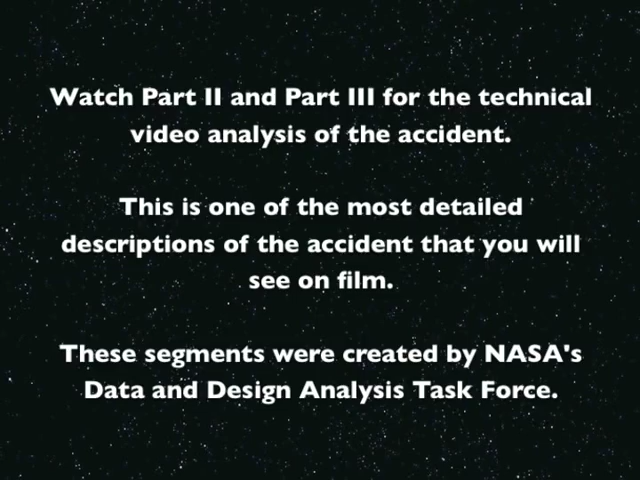 Watch Part II and Part III for the technical
video analysis of the accident.
This is one of the most detailed
descriptions of the accident that you will
see on film.
These segments were created by NASA's
Data and Design Analysis Task Force.